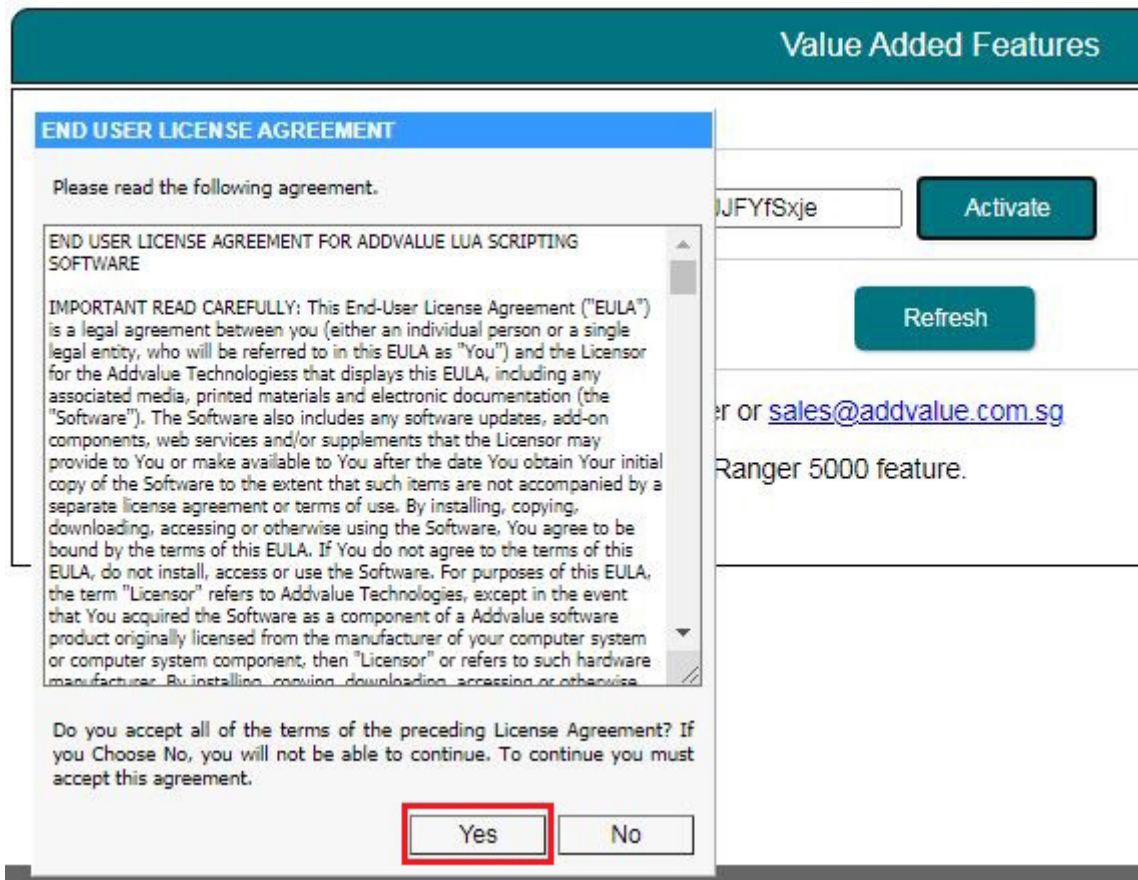 Value Added Features
END USER LICENSE AGREEMENT
Please read the following agreement.
JJFYfSxje
Activate
END USER LICENSE AGREEMENT FOR ADDVALUE LUA SCRIPTING
SOFTWARE
IMPORTANT READ CAREFULLY: This End-User License Agreement ("EULA")
is a legal agreement between you (either an individual person or a single
legal entity, who will be referred to in this EULA as "You") and the Licensor
for the Addvalue Technologiess that displays this EULA, including any
associated media, printed materials and electronic documentation (the
"Software"). The Software also includes any software updates, add-on
components, web services and/or supplements that the Licensor may
provide to You or make available to You after the date You obtain Your initial
copy of the Software to the extent that such items are not accompanied by a
separate license agreement or terms of use. By installing, copying,
downloading, accessing or otherwise using the Software, You agree to be
bound by the terms of this EULA. If You do not agree to the terms of this
EULA, do not install, access or use the Software. For purposes of this EULA,
the term "Licensor" refers to Addvalue Technologies, except in the event
that You acquired the Software as a component of a Addvalue software
product originally licensed from the manufacturer of your computer system
or computer system component, then "Licensor" or refers to such hardware
manufacturer. By installing, copying, downloading, accessing or otherwise
Refresh
er or sales@addvalue.com.sg
Ranger 5000 feature.
Do you accept all of the terms of the preceding License Agreement? If
you Choose No, you will not be able to continue. To continue you must
accept this agreement.
Yes
No